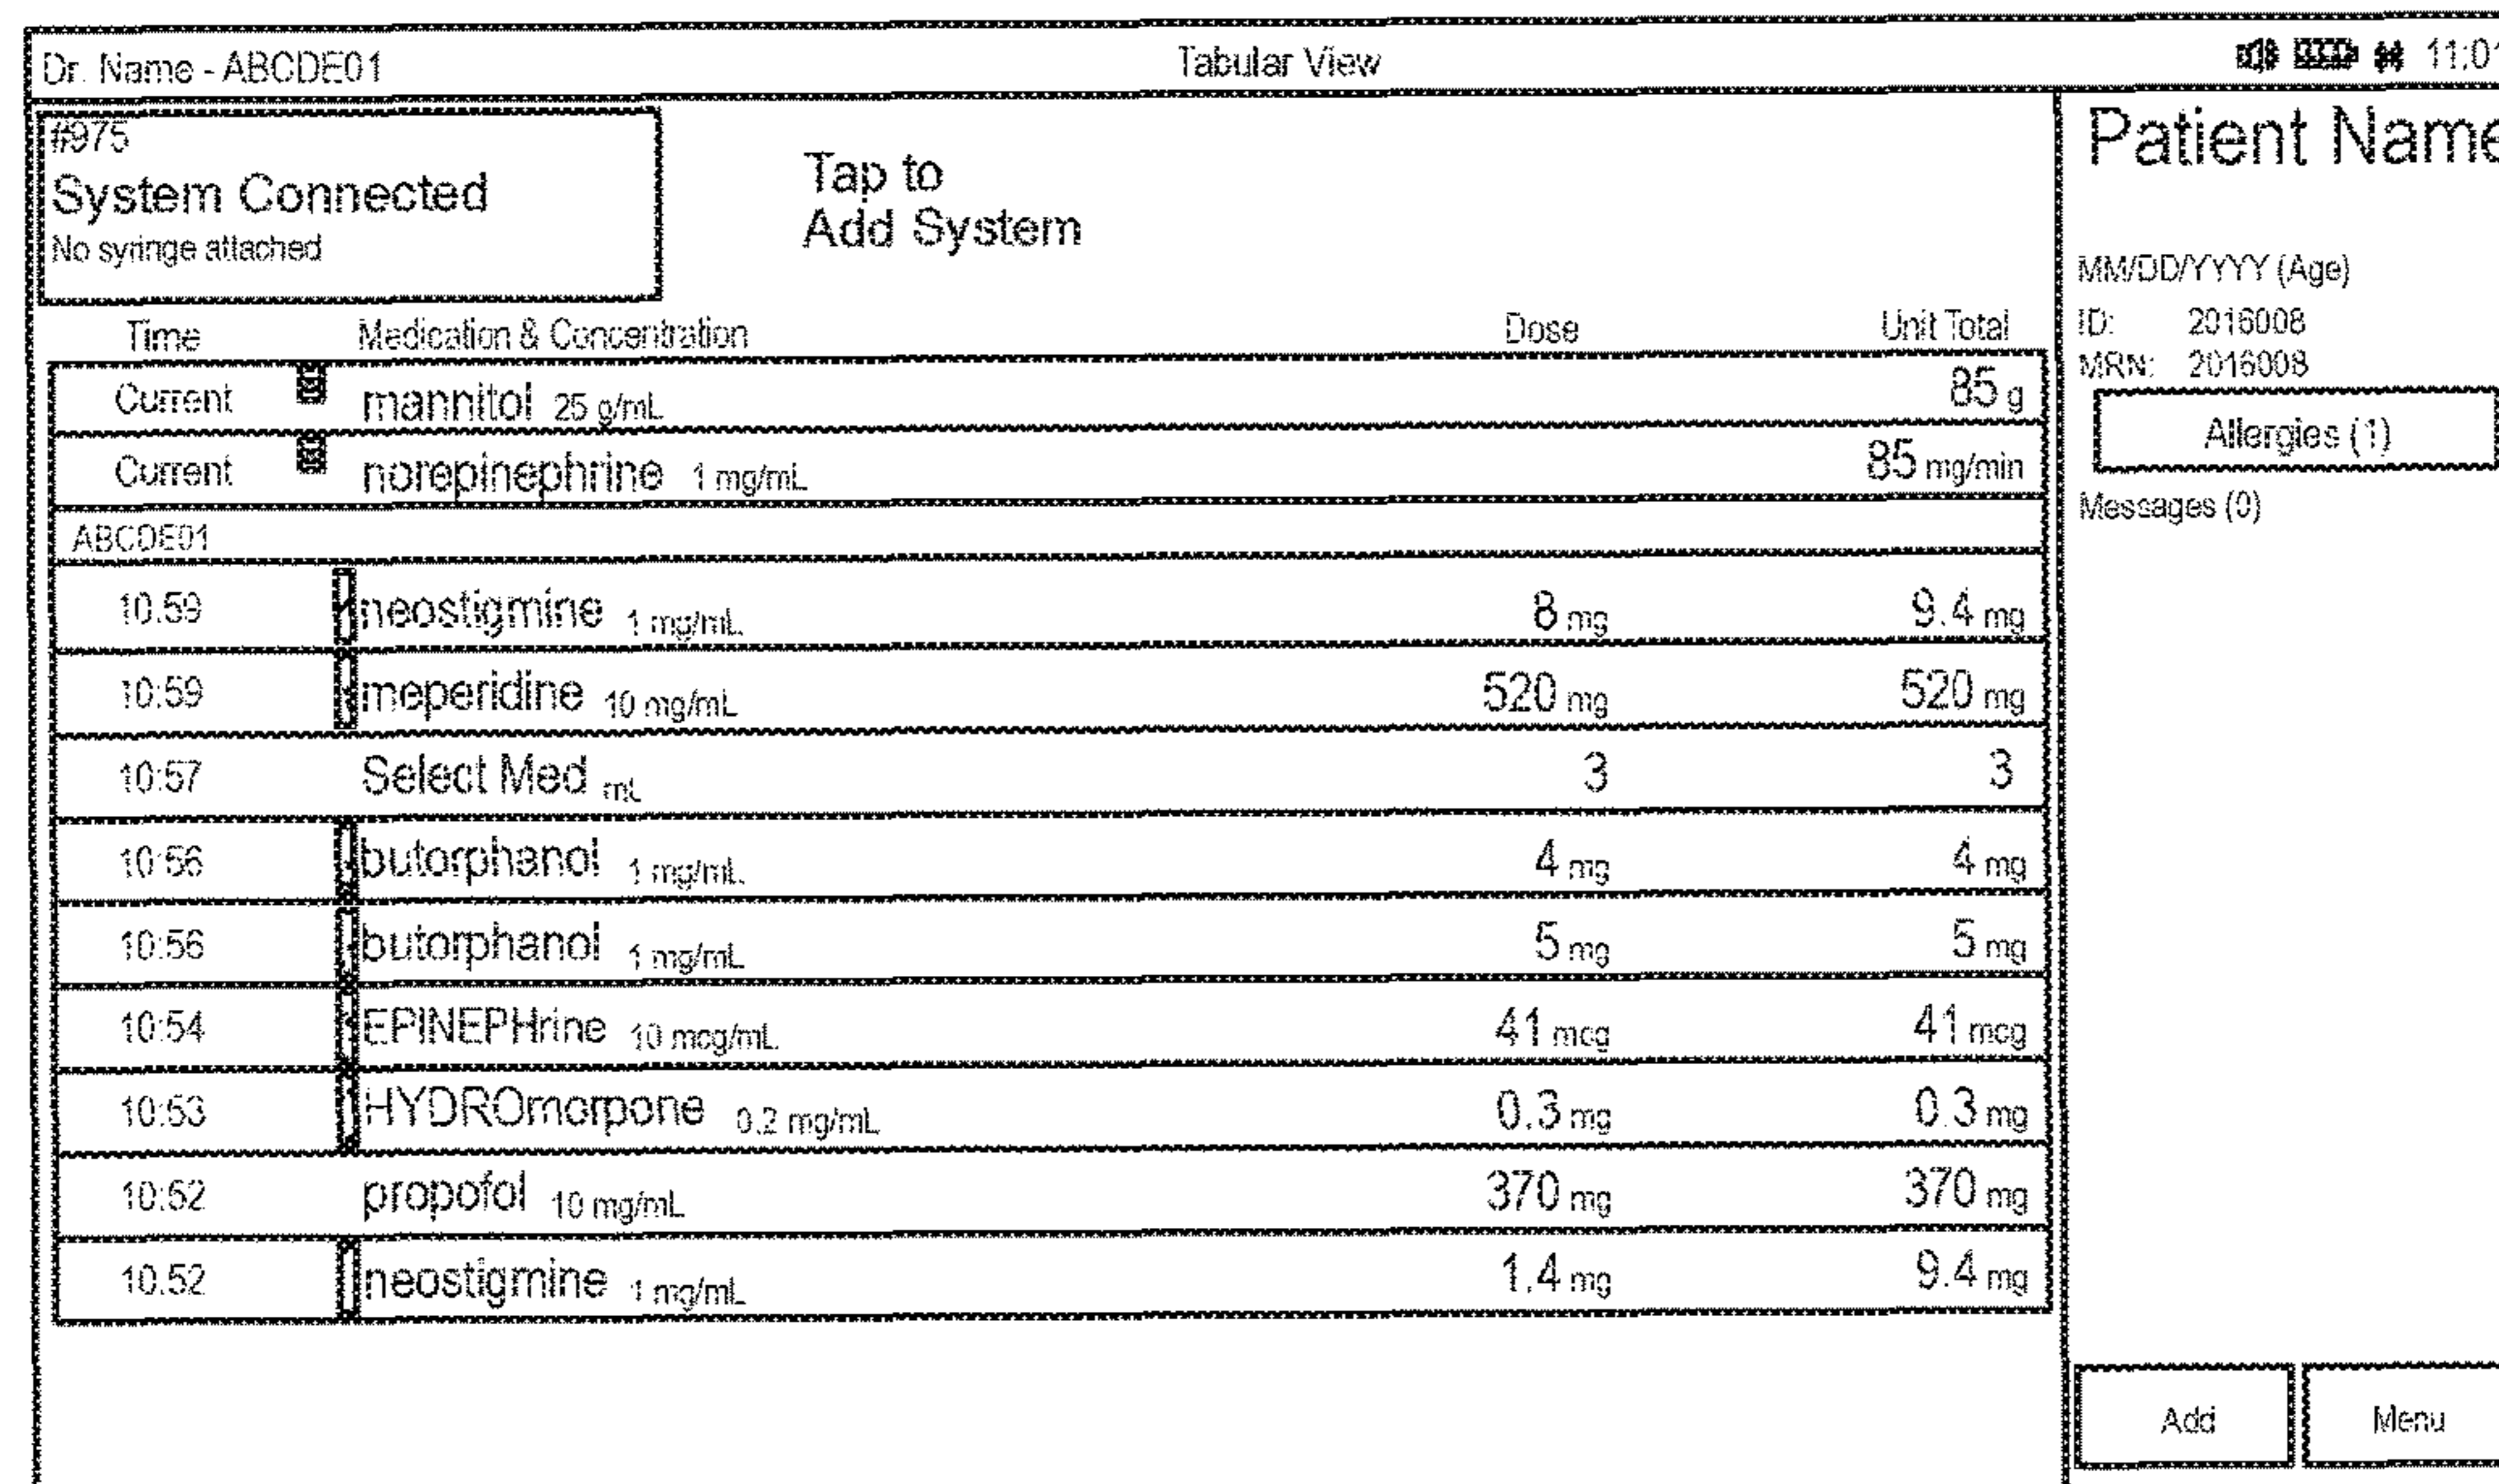 Dr. Name - ABCDE01 Tabular View 11:01
#975
System Connected
No syringe attached
Tap to
Add System
Patient Name
MM/DD/YYYY (Age)
ID: 2016008
MRN: 2016008
Allergies (1)
Messages (0)
Time Medication & Concentration Dose Unit Total
Current mannitol 25 g/mL 85 g
Current norepinephrine 1 mg/mL 85 mg/min
ABCDE01
10:59 neostigmine 1 mg/mL 8 mg 9.4 mg
10:59 meperidine 10 mg/mL 520 mg 520 mg
10:57 Select Med mL 3 3
10:56 butorphanol 1 mg/mL 4 mg 4 mg
10:56 butorphanol 1 mg/mL 5 mg 5 mg
10:54 EPINEPHrine 10 mcg/mL 41 mcg 41 mcg
10:53 HYDROmorpone 0.2 mg/mL 0.3 mg 0.3 mg
10:52 propofol 10 mg/mL 370 mg 370 mg
10:52 neostigmine 1 mg/mL 1.4 mg 9.4 mg
Add Menu